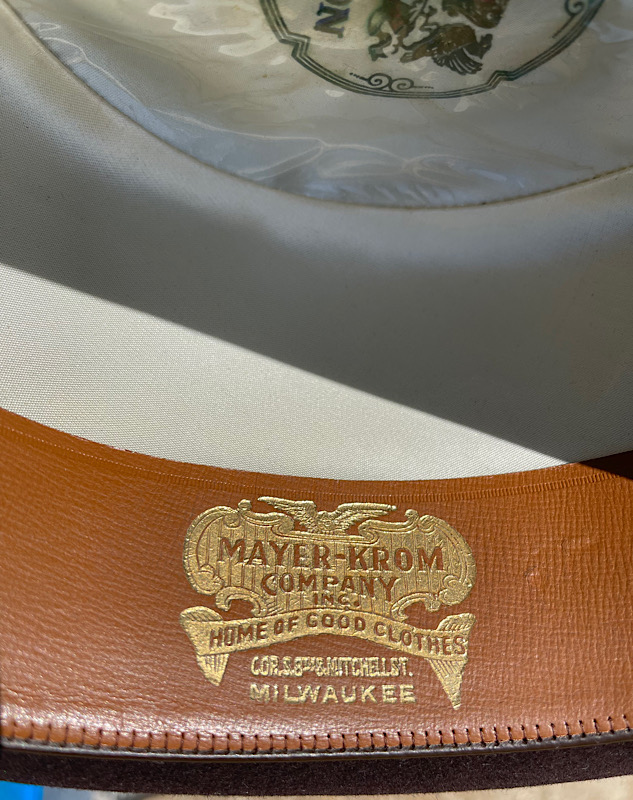 MAYER-KROM
COMPANY
INC.
HOME OF GOOD CLOTHES
COR. S. 8TH & MITCHELL ST.
MILWAUKEE